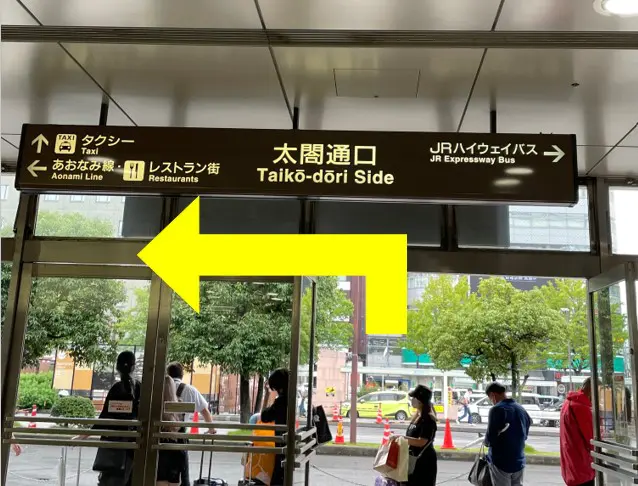 TAXI タクシー
Taxi
あおなみ線・ レストラン街
Aonami Line Restaurants
太閤通口
Taikō-dōri Side
JRハイウェイバス
JR Expressway Bus